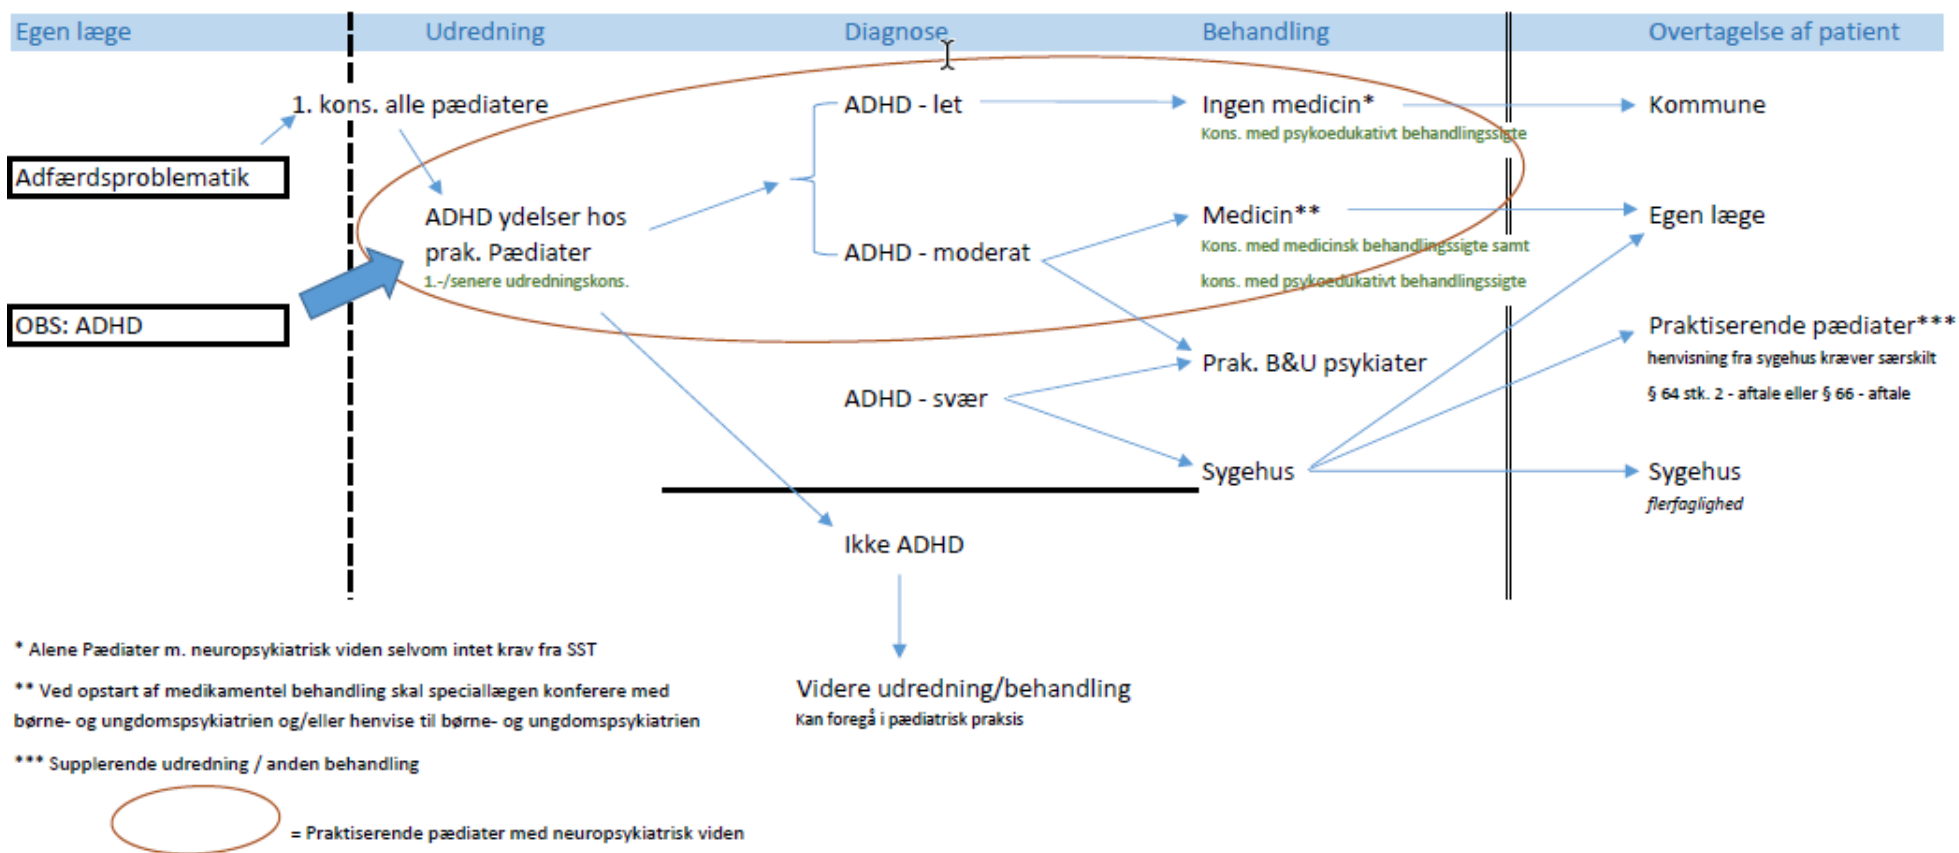 Egen læge
Udredning
Diagnose
Behandling
Overtagelse af patient
1. kons. alle pædiatere
ADHD - let
Ingen medicin*
Kons. med psykoedukativt behandlingssigte
Kommune
Adfærdsproblematik
ADHD ydelser hos
prak. Pædiater
1.-/senere udredningskons.
ADHD - moderat
Medicin**
Kons. med medicinsk behandlingssigte samt
kons. med psykoedukativt behandlingssigte
Egen læge
OBS: ADHD
Praktiserende pædiater***
henvisning fra sygehus kræver særskilt
§ 64 stk. 2 - aftale eller § 66 - aftale
Prak. B&U psykiater
ADHD - svær
Sygehus
Sygehus
flerfaglighed
Ikke ADHD
* Alene Pædiater m. neuropsykiatrisk viden selvom intet krav fra SST
** Ved opstart af medikamentel behandling skal speciallægen konferere med
børne- og ungdomspsykiatrien og/eller henvise til børne- og ungdomspsykiatrien
*** Supplerende udredning / anden behandling
Videre udredning/behandling
Kan foregå i pædiatrisk praksis
= Praktiserende pædiater med neuropsykiatrisk viden